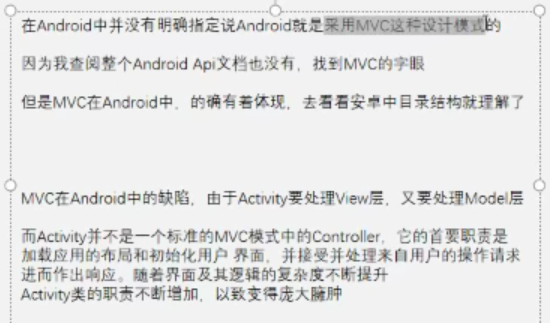 在Android中并没有明确指定说Android就是采用MVC这种设计模式的
因为我查阅整个Android Api文档也没有，找到MVC的字眼
但是MVC在Android中，的确有着体现，去看看安卓中目录结构就理解了
MVC在Android中的缺陷，由于Activity要处理View层，又要处理Model层
而Activity并不是一个标准的MVC模式中的Controller，它的首要职责是
加载应用的布局和初始化用户 界面，并接受并处理来自用户的操作请求
进而作出响应。随着界面及其逻辑的复杂度不断提升
Activity类的职责不断增加，以致变得庞大臃肿